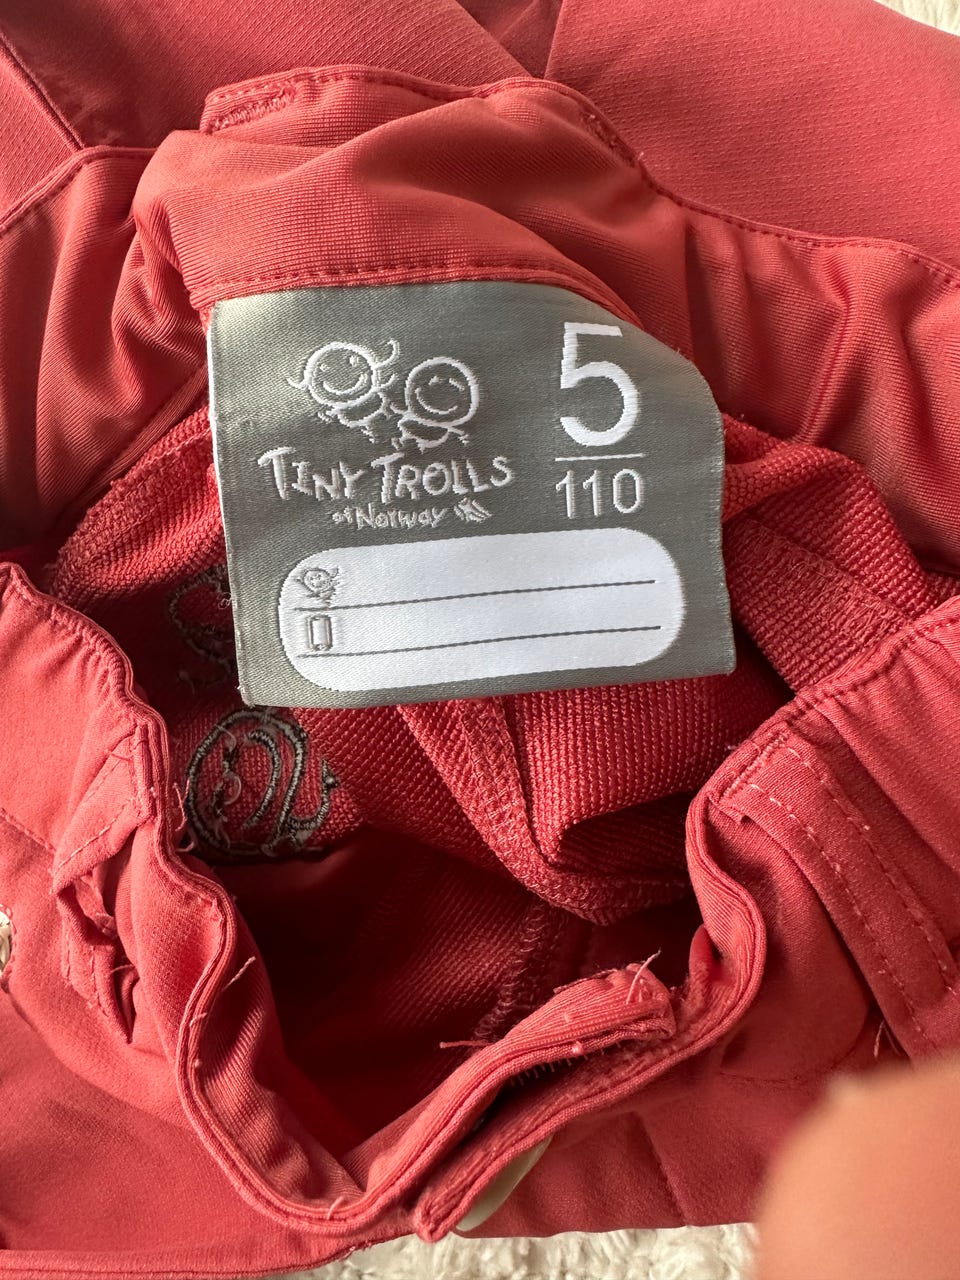 TINY TROLLS
of Norway
5
110